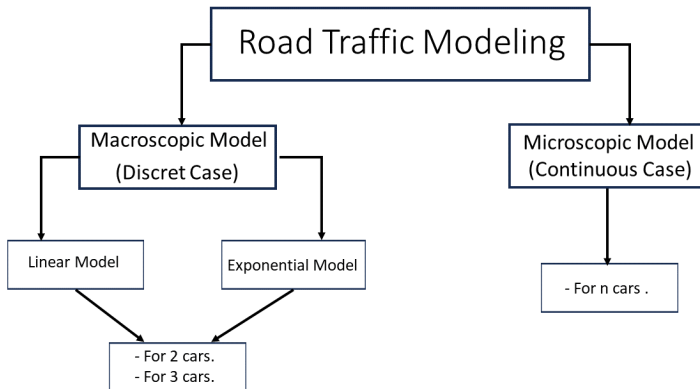 Road Traffic Modeling
Macroscopic Model
(Discret Case)
Microscopic Model
(Continuous Case)
Linear Model
Exponential Model
- For n cars .
- For 2 cars.
- For 3 cars.